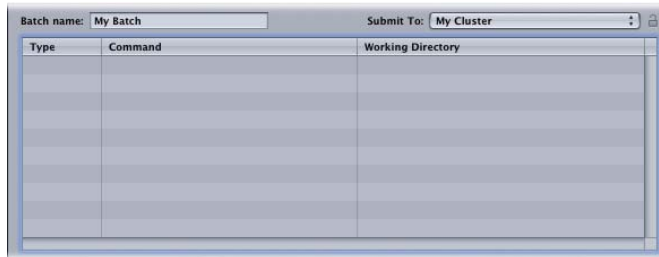 Batch name: My Batch Submit To: My Cluster
Type Command Working Directory